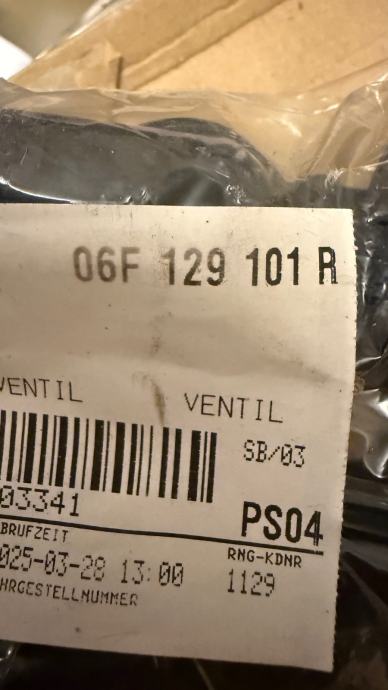 06F 129 101 R
VENTIL VENTIL
SB/03
03341
PS04
BRUFZEIT
RNG-KDNR
025-03-28 13:00
1129
HRGESTELLNUMMER